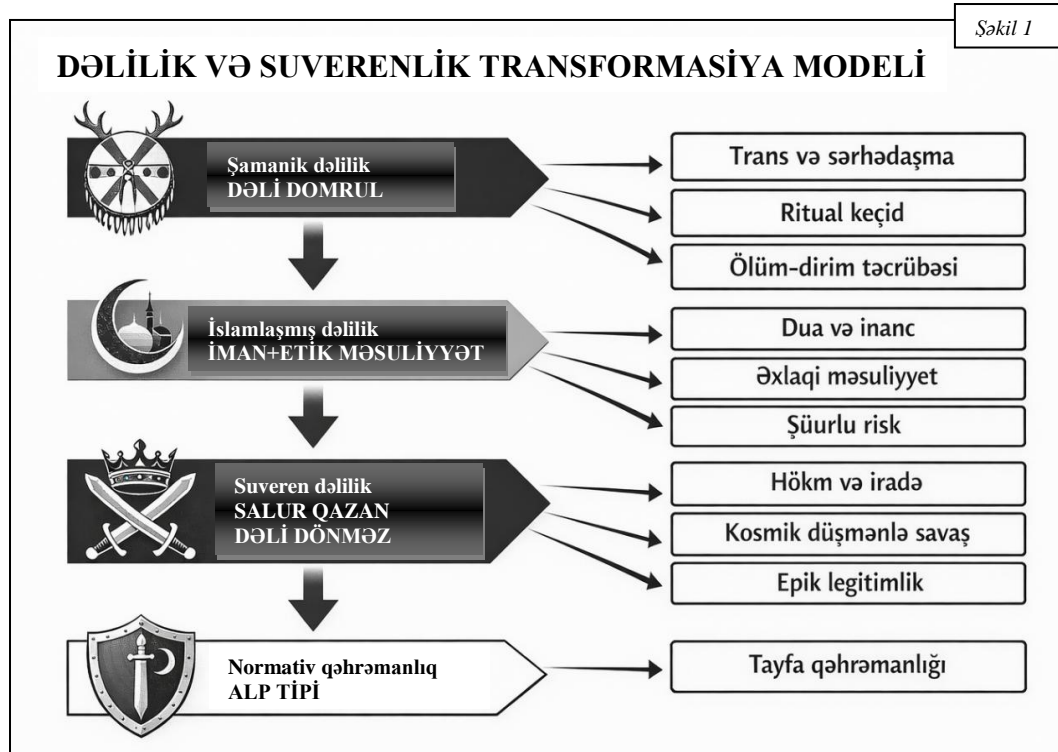 Şəkil 1
DƏLİLİK VƏ SUVERENLİK TRANSFORMASİYA MODELİ
Şamanik dəlilik
DƏLİ DOMRUL
Trans və sərhədaşma
Ritual keçid
Ölüm-dirim təcrübəsi
İslamlaşmış dəlilik
İMAN+ETİK MƏSULİYYƏT
Dua və inanc
Əxlaqi məsuliyyet
Şüurlu risk
Suveren dəlilik
SALUR QAZAN
DƏLİ DÖNMƏZ
Hökm və iradə
Kosmik düşmənlə savaş
Epik legitimlik
Normativ qəhrəmanlıq
ALP TİPİ
Tayfa qəhrəmanlığı